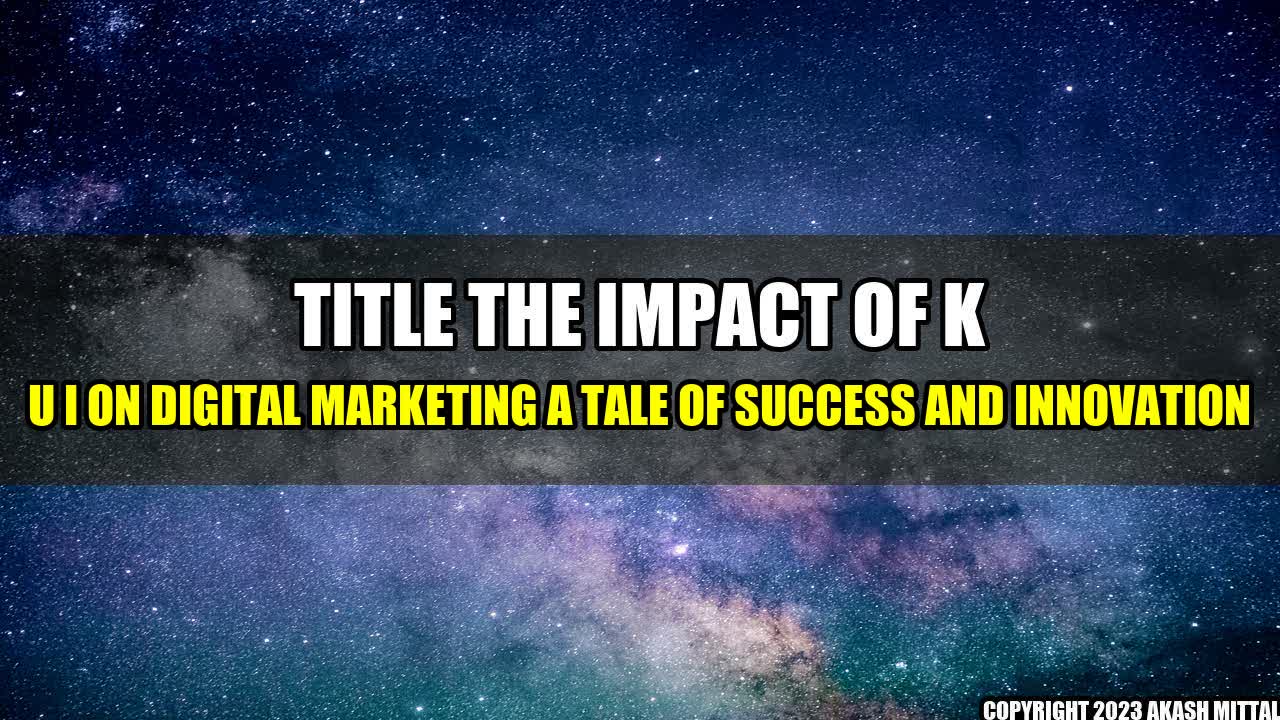 TITLE THE IMPACT OF K
U I ON DIGITAL MARKETING A TALE OF SUCCESS AND INNOVATION
COPYRIGHT 2023 AKASH MITTAL